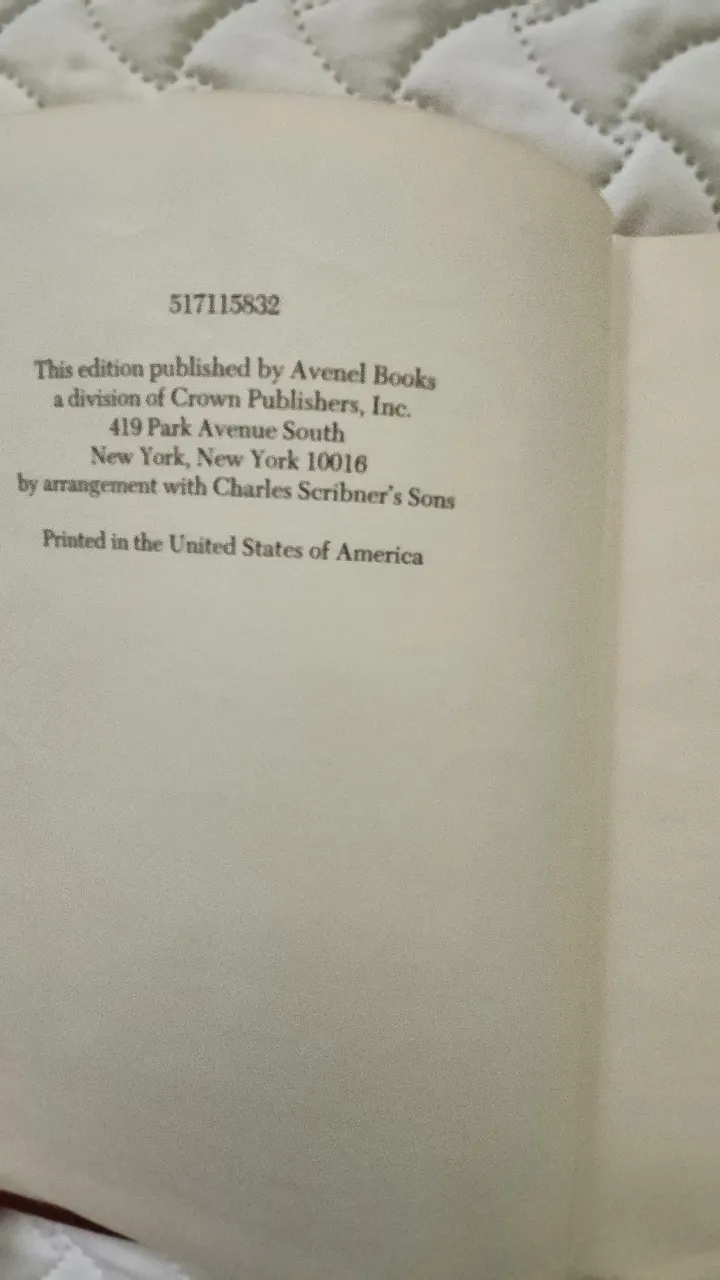 517115832
This edition published by Avenel Books
a division of Crown Publishers, Inc.
419 Park Avenue South
New York, New York 10016
by arrangement with Charles Scribner's Sons
Printed in the United States of America